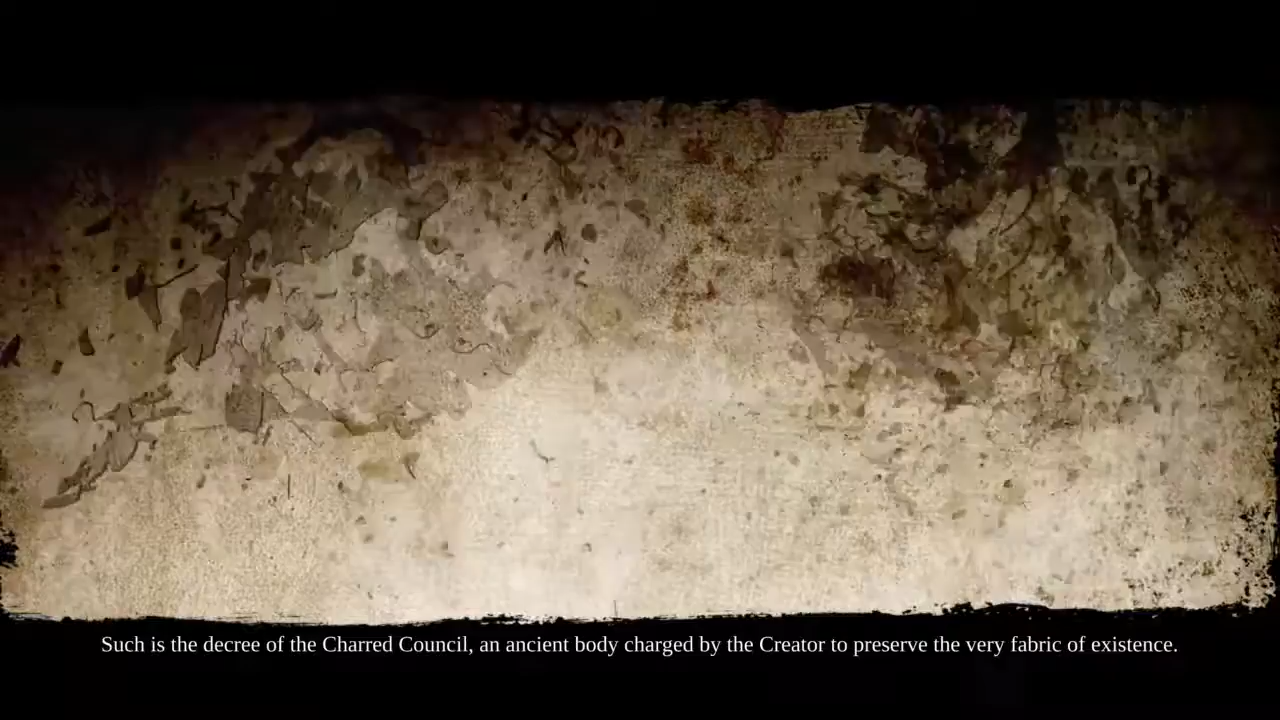 Such is the decree of the Charred Council, an ancient body charged by the Creator to preserve the very fabric of existence.